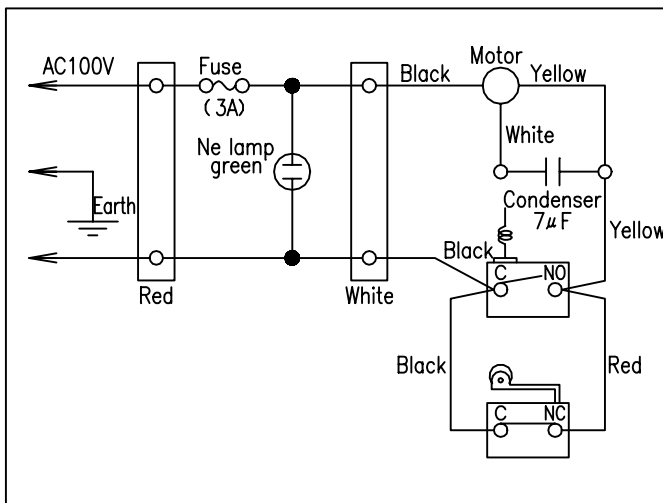 AC100V
Fuse
(3A)
Motor
Black
Yellow
White
Ne lamp
green
Earth
Condenser
7μF
Yellow
Black
C
NO
Red
White
Black
Red
C
NC